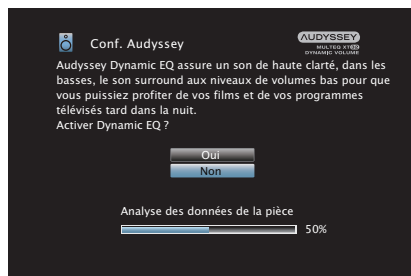 Conf. Audyssey
AUDYSSEY
MULTEQ XT32
DYNAMIC VOLUME
Audyssey Dynamic EQ assure un son de haute clarté, dans les
basses, le son surround aux niveaux de volumes bas pour que
vous puissiez profiter de vos films et de vos programmes
télévisés tard dans la nuit.
Activer Dynamic EQ ?
Oui
Non
Analyse des données de la pièce
50%